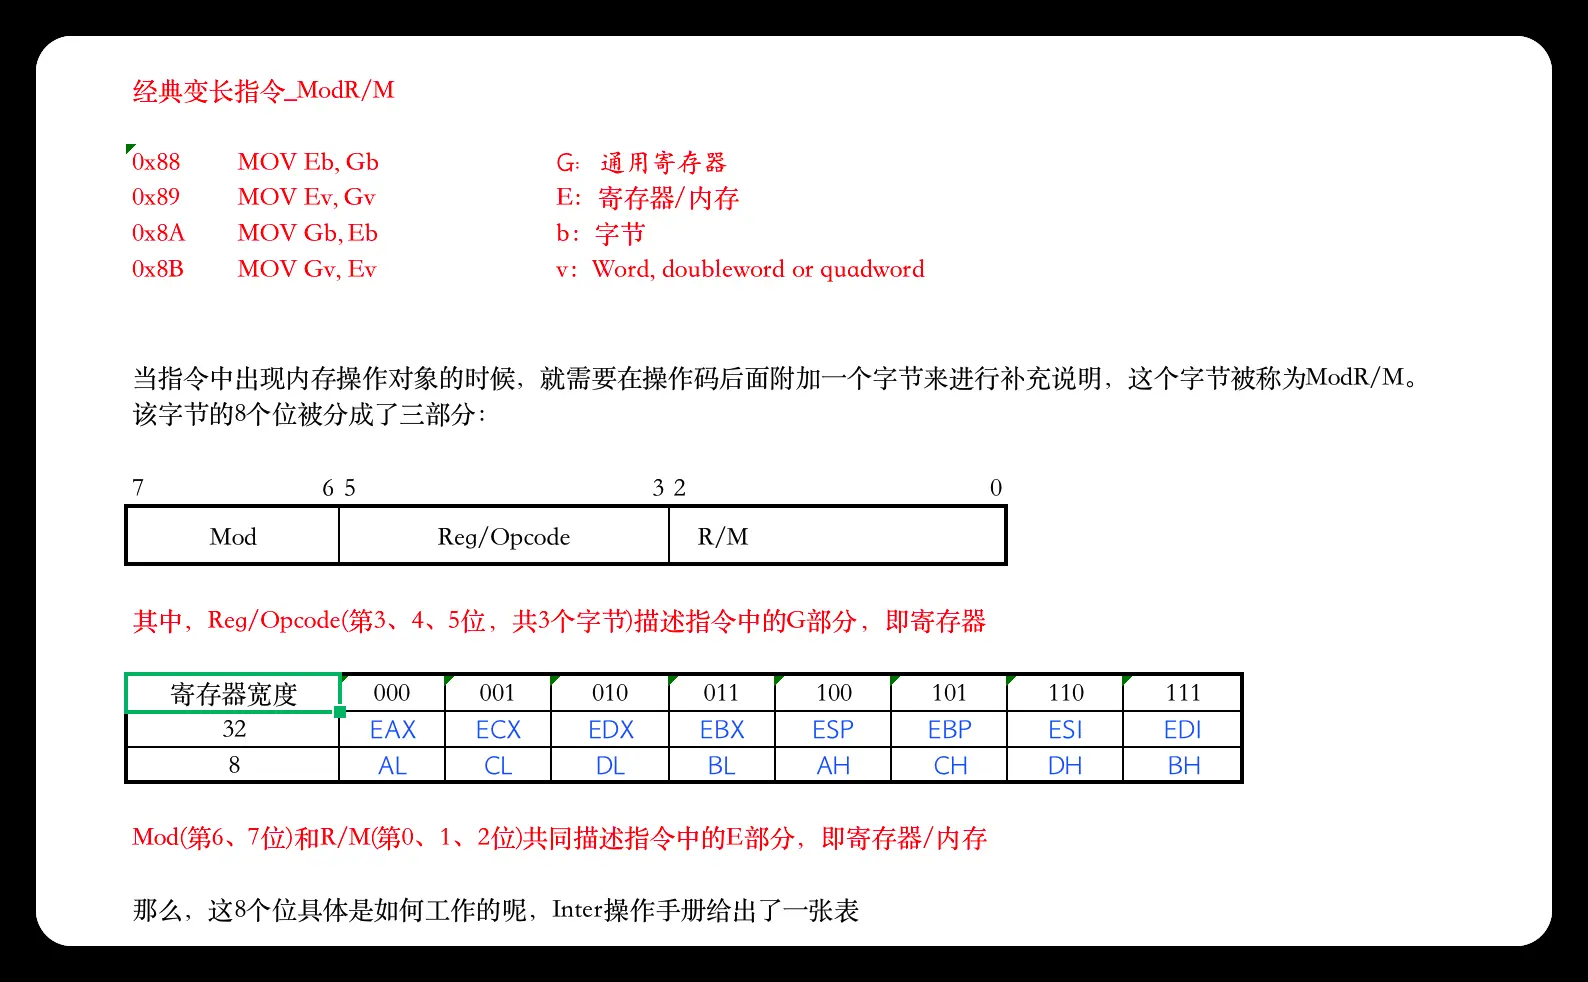 经典变长指令_ModR/M
0x88 MOV Eb, Gb G: 通用寄存器
0x89 MOV Ev, Gv E: 寄存器/内存
0x8A MOV Gb, Eb b: 字节
0x8B MOV Gv, Ev v: Word, doubleword or quadword
当指令中出现内存操作对象的时候，就需要在操作码后面附加一个字节来进行补充说明，这个字节被称为ModR/M。
该字节的8个位被分成了三部分：
7 6 5 3 2 0
Mod Reg/Opcode R/M
其中，Reg/Opcode(第3、4、5位，共3个字节)描述指令中的G部分，即寄存器
寄存器宽度 000 001 010 011 100 101 110 111
32 EAX ECX EDX EBX ESP EBP ESI EDI
8 AL CL DL BL AH CH DH BH
Mod(第6、7位)和R/M(第0、1、2位)共同描述指令中的E部分，即寄存器/内存
那么，这8个位具体是如何工作的呢，Inter操作手册给出了一张表